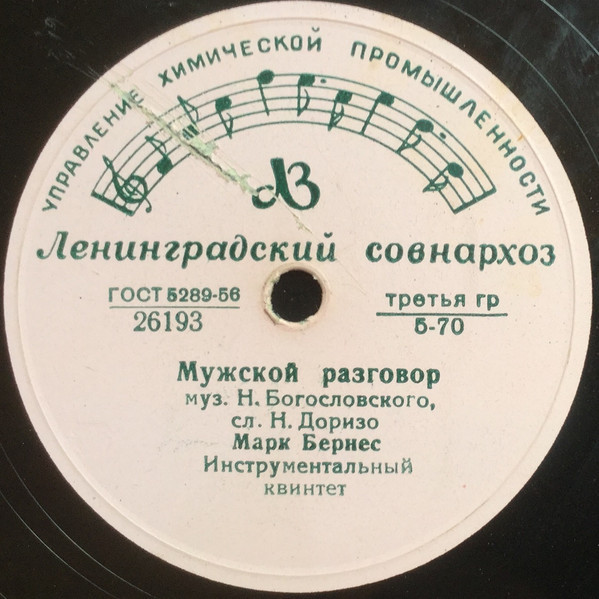 УПРАВЛЕНИЕ ХИМИЧЕСКОЙ ПРОМЫШЛЕННОСТИ
ЛЗ
Ленинградский совнархоз
ГОСТ 5289-56
26193
третья гр
5-70
Мужской разговор
муз. Н. Богословского,
сл. Н. Доризо
Марк Бернес
Инструментальный
квинтет